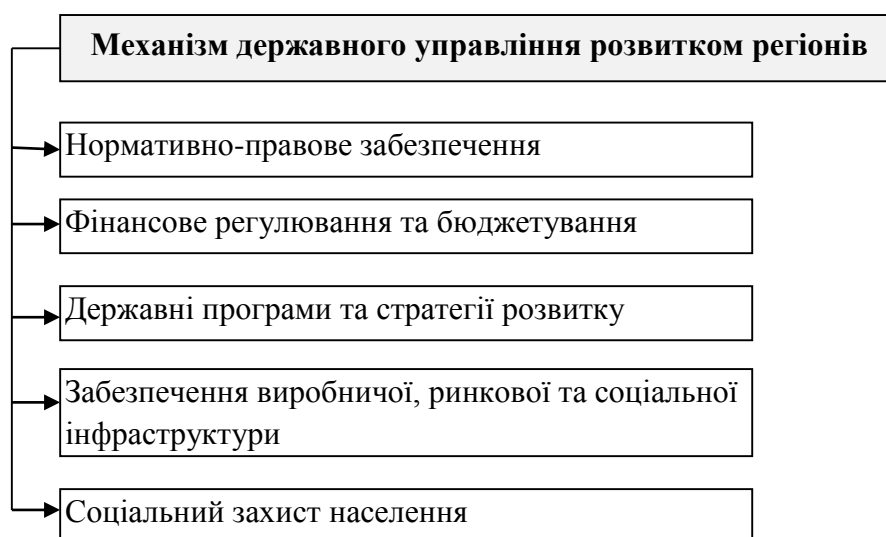 Механізм державного управління розвитком регіонів
Нормативно-правове забезпечення
Фінансове регулювання та бюджетування
Державні програми та стратегії розвитку
Забезпечення виробничої, ринкової та соціальної
інфраструктури
Соціальний захист населення